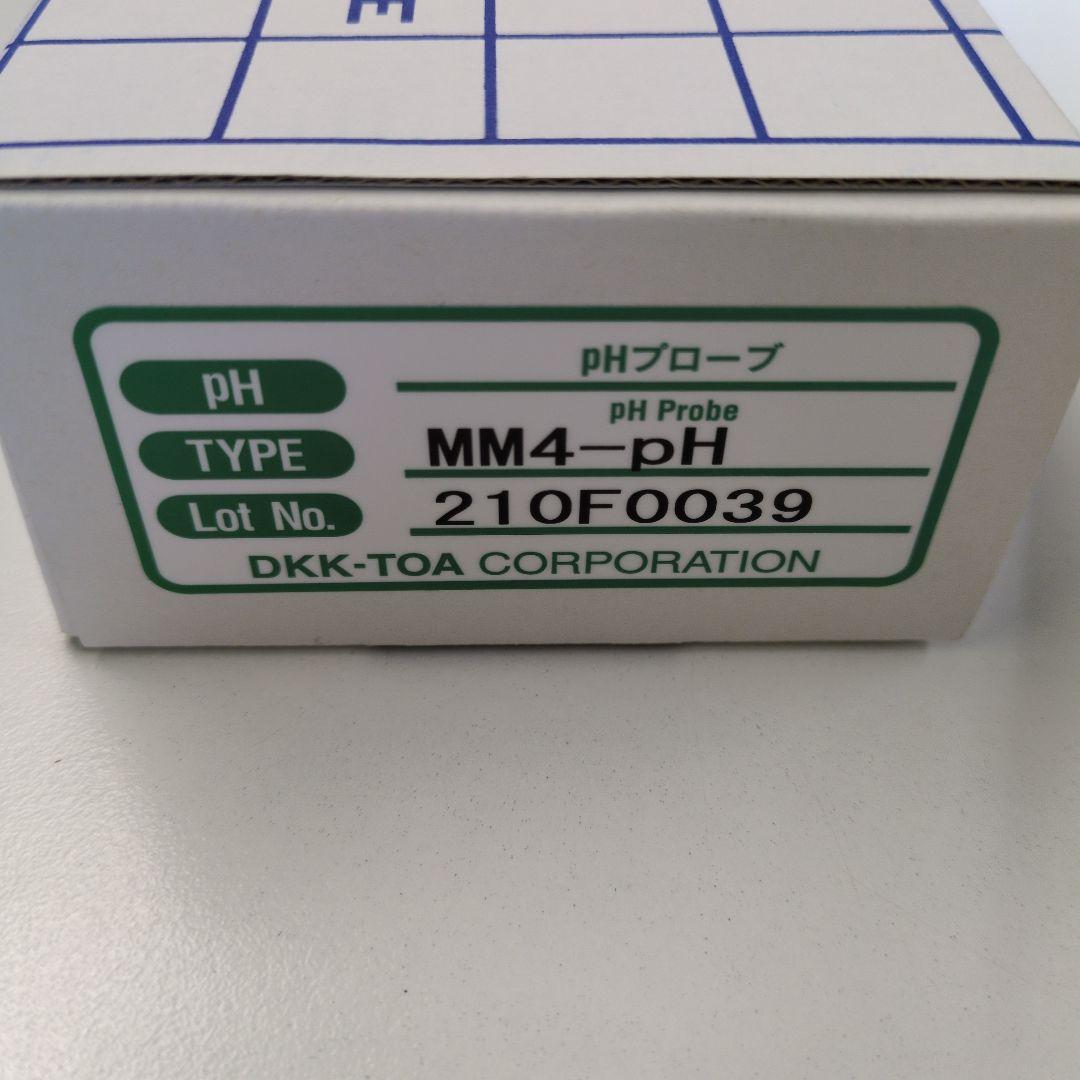 E
pH
pHプローブ
pH Probe
TYPE
MM4-pH
Lot No.
210F0039
DKK-TOA CORPORATION